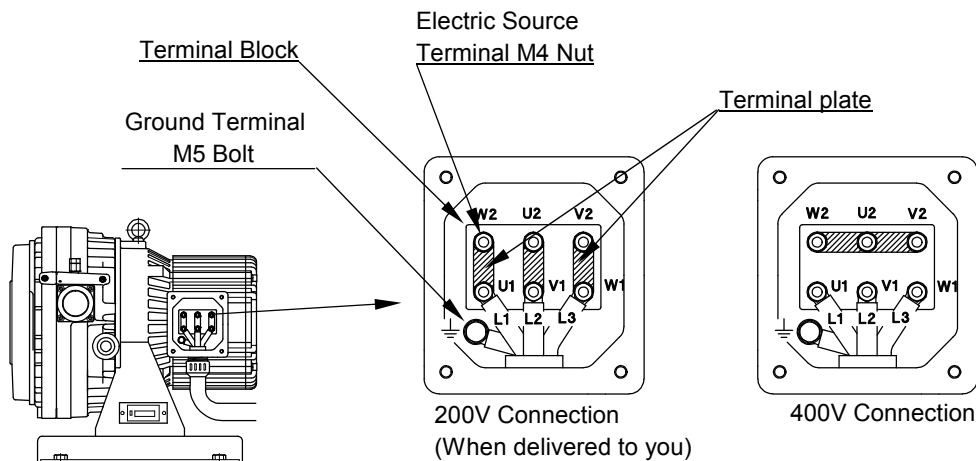 Electric Source
Terminal M4 Nut
Terminal Block
Terminal plate
Ground Terminal
M5 Bolt
W2 U2 V2
U1 V1 W1
L1 L2 L3
200V Connection
(When delivered to you)
W2 U2 V2
U1 V1 W1
L1 L2 L3
400V Connection